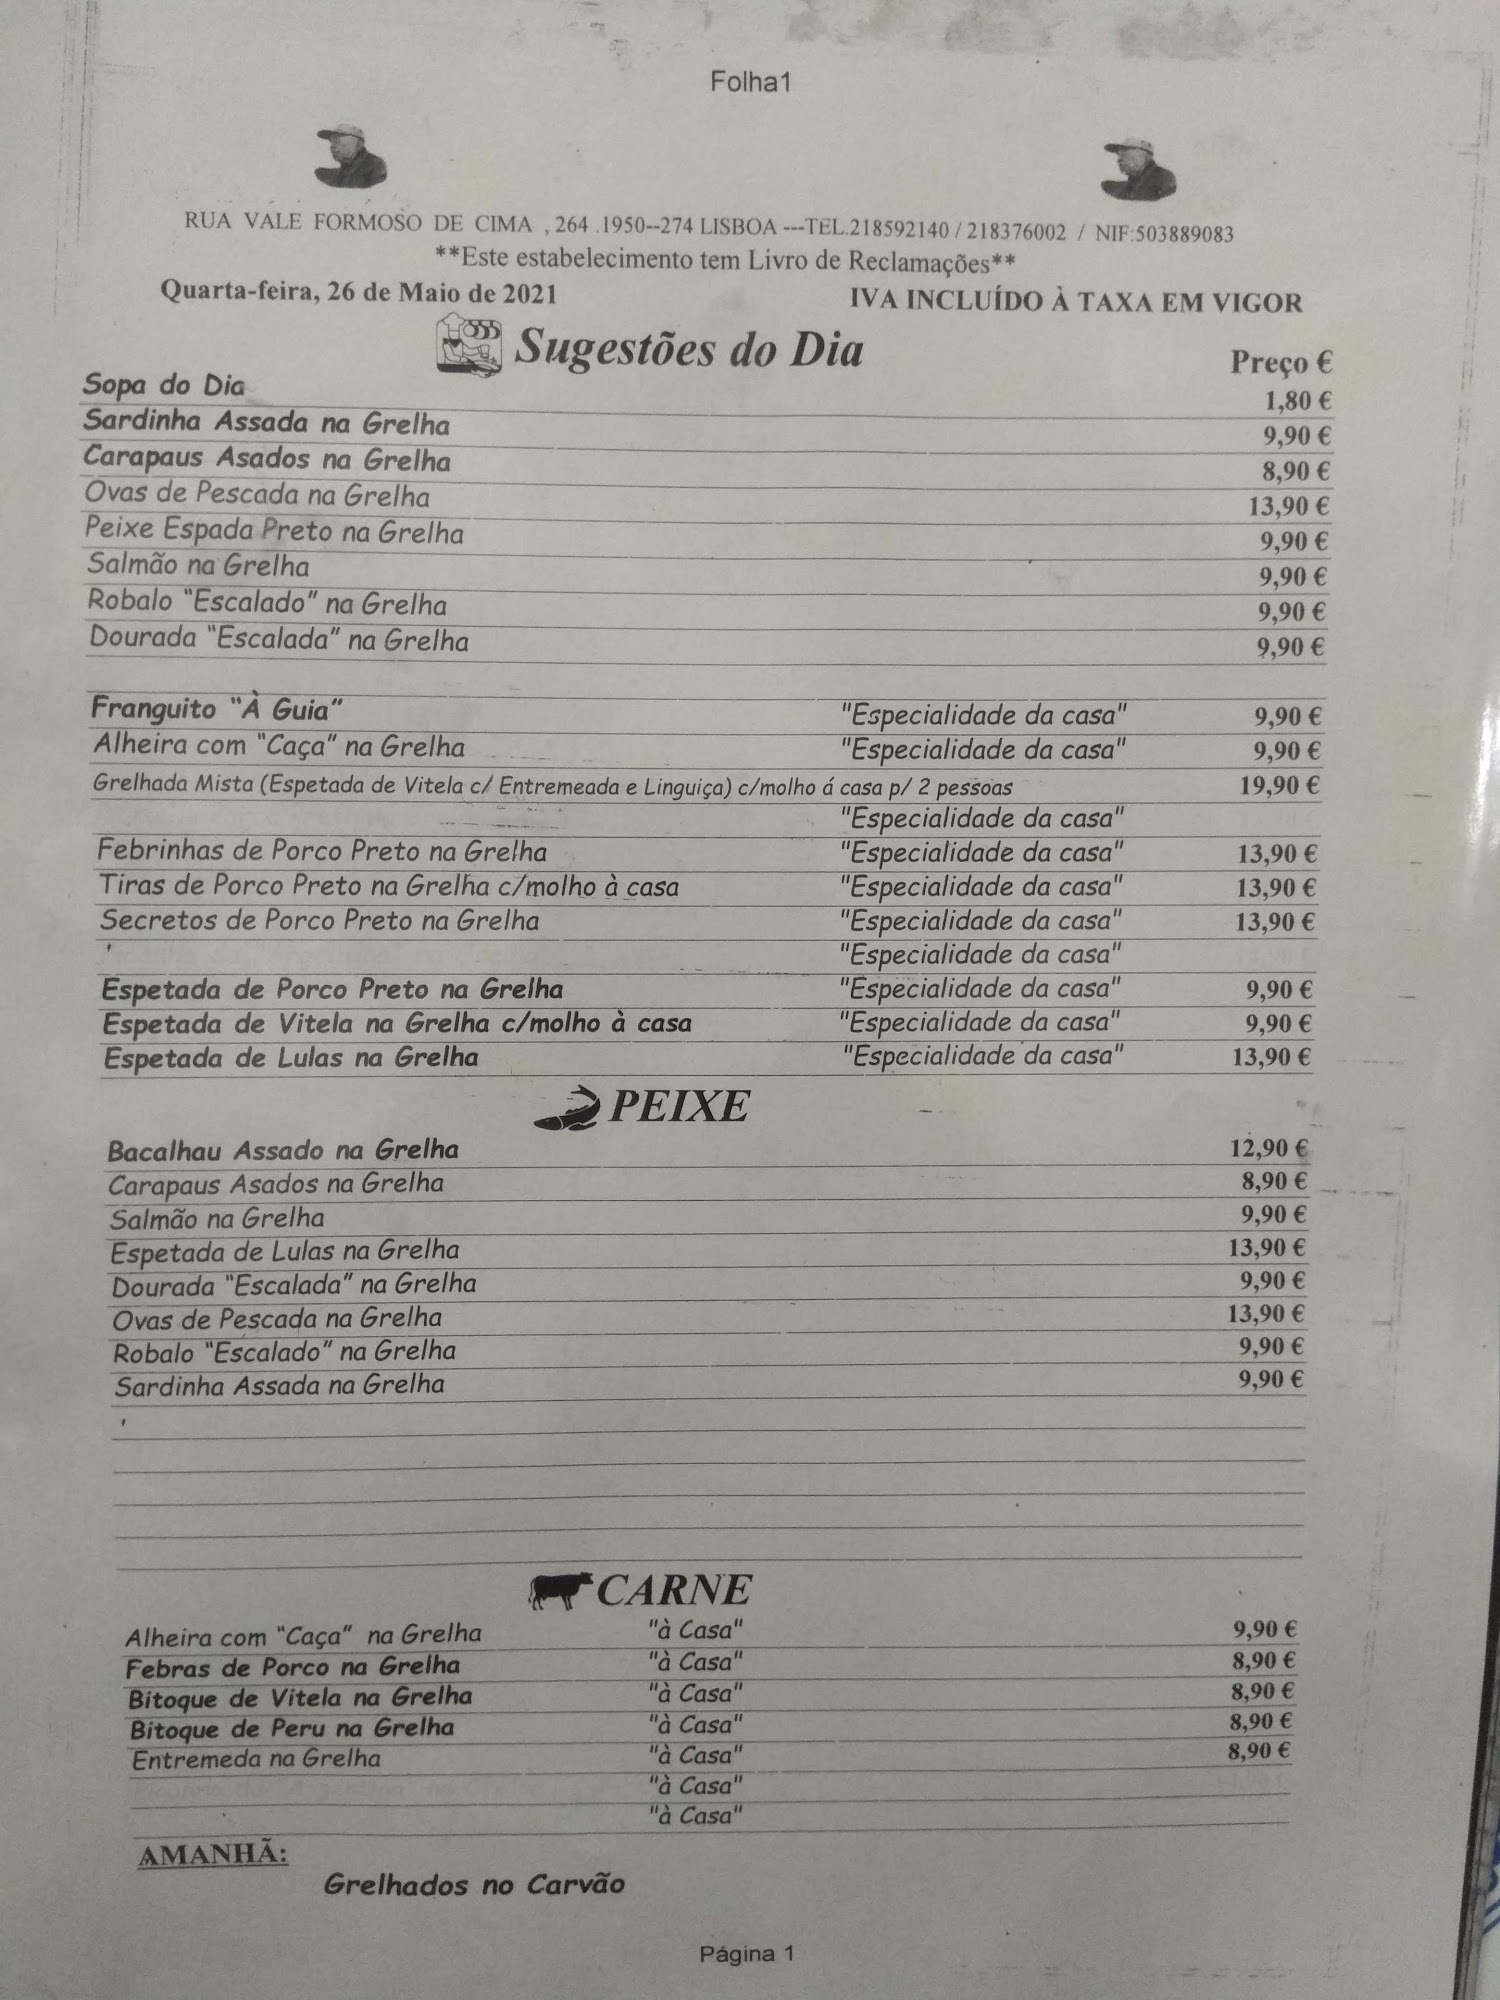 Folha1
RUA VALE FORMOSO DE CIMA , 264 .1950--274 LISBOA ---TEL.218592140 / 218376002 / NIF:503889083
**Este estabelecimento tem Livro de Reclamações**
Quarta-feira, 26 de Maio de 2021 IVA INCLUÍDO À TAXA EM VIGOR
Sugestões do Dia Preço €
Sopa do Dia 1,80 €
Sardinha Assada na Grelha 9,90 €
Carapaus Asados na Grelha 8,90 €
Ovas de Pescada na Grelha 13,90 €
Peixe Espada Preto na Grelha 9,90 €
Salmão na Grelha 9,90 €
Robalo "Escalado" na Grelha 9,90 €
Dourada "Escalada" na Grelha 9,90 €
Franguito "À Guia" "Especialidade da casa" 9,90 €
Alheira com "Caça" na Grelha "Especialidade da casa" 9,90 €
Grelhada Mista (Espetada de Vitela c/ Entremeada e Linguiça) c/molho á casa p/ 2 pessoas 19,90 €
"Especialidade da casa"
Febrinhas de Porco Preto na Grelha "Especialidade da casa" 13,90 €
Tiras de Porco Preto na Grelha c/molho à casa "Especialidade da casa" 13,90 €
Secretos de Porco Preto na Grelha "Especialidade da casa" 13,90 €
' "Especialidade da casa"
Espetada de Porco Preto na Grelha "Especialidade da casa" 9,90 €
Espetada de Vitela na Grelha c/molho à casa "Especialidade da casa" 9,90 €
Espetada de Lulas na Grelha "Especialidade da casa" 13,90 €
PEIXE
Bacalhau Assado na Grelha 12,90 €
Carapaus Asados na Grelha 8,90 €
Salmão na Grelha 9,90 €
Espetada de Lulas na Grelha 13,90 €
Dourada "Escalada" na Grelha 9,90 €
Ovas de Pescada na Grelha 13,90 €
Robalo "Escalado" na Grelha 9,90 €
Sardinha Assada na Grelha 9,90 €
'
CARNE
Alheira com "Caça" na Grelha "à Casa" 9,90 €
Febras de Porco na Grelha "à Casa" 8,90 €
Bitoque de Vitela na Grelha "à Casa" 8,90 €
Bitoque de Peru na Grelha "à Casa" 8,90 €
Entremeda na Grelha "à Casa" 8,90 €
"à Casa"
"à Casa"
AMANHÃ:
Grelhados no Carvão
Página 1